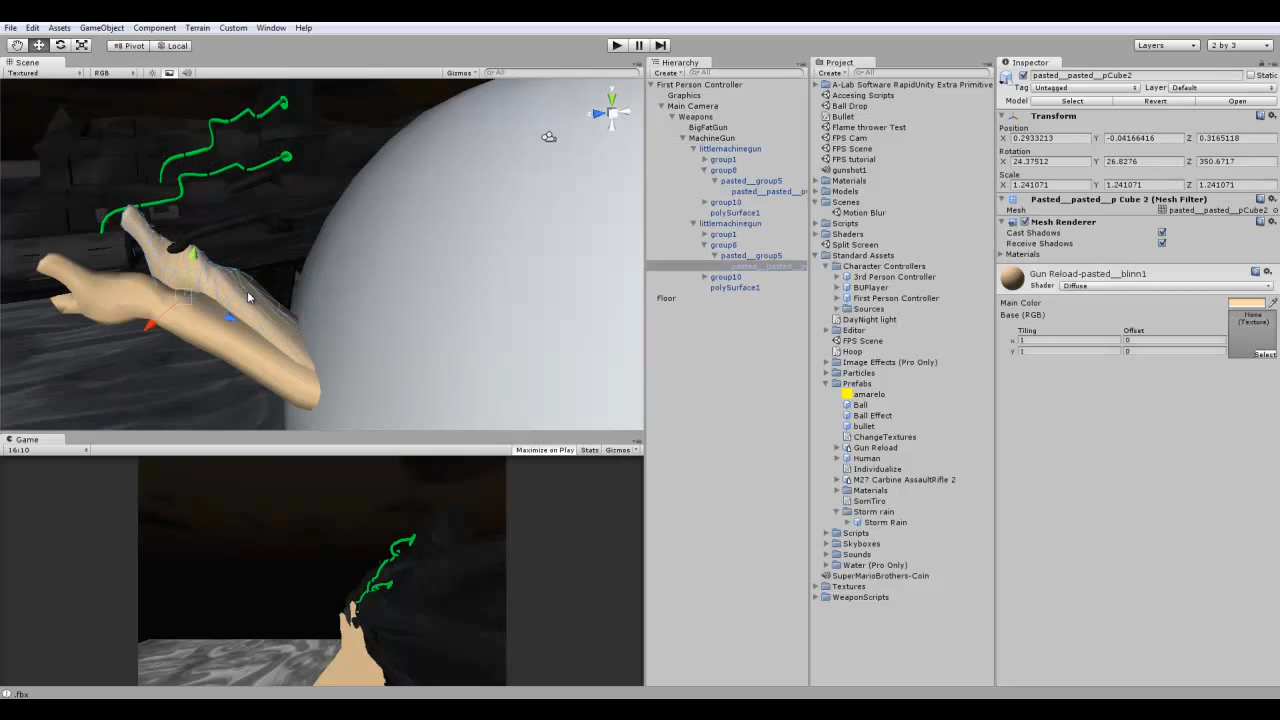 File Edit Assets GameObject Component Terrain Custom Window Help
Pivot Local Layers 2 by 3
Scene
Textured RGB Gizmos All
Game
16:10 Maximize on Play Stats Gizmos
.fbx
Hierarchy
Create All
First Person Controller
Graphics
Main Camera
Weapons
BigFatGun
MachineGun
littlemachinegun
group1
group8
pasted__group5
pasted__pasted__p
group10
polySurface1
littlemachinegun
group1
group8
pasted__group5
group10
polySurface1
Floor
Project
Create All
A-Lab Software RapidUnity Extra Primitive
Accesing Scripts
Ball Drop
Bullet
Flame thrower Test
FPS Cam
FPS Scene
FPS tutorial
gunshot1
Materials
Models
Scenes
Motion Blur
Scripts
Shaders
Split Screen
Standard Assets
Character Controllers
3rd Person Controller
BUPlayer
First Person Controller
Sources
DayNight light
Editor
FPS Scene
Hoop
Image Effects (Pro Only)
Particles
Prefabs
amarelo
Ball
Ball Effect
bullet
ChangeTextures
Gun Reload
Human
Individualize
M27 Carbine AssaultRifle 2
Materials
SomTiro
Storm rain
Storm Rain
Scripts
Skyboxes
Sounds
Water (Pro Only)
SuperMarioBrothers-Coin
Textures
WeaponScripts
Inspector
pasted__pasted__pCube2 Static
Tag Untagged Layer Default
Model Select Revert Open
Transform
Position
X 0.2933213 Y -0.04166416 Z 0.3165118
Rotation
X 24.37512 Y 26.8276 Z 350.6717
Scale
X 1.241071 Y 1.241071 Z 1.241071
Pasted__pasted__p Cube 2 (Mesh Filter)
Mesh pasted__pasted__pCube2
Mesh Renderer
Cast Shadows
Receive Shadows
Materials
Gun Reload-pasted__blinn1
Shader Diffuse
Main Color
Base (RGB)
None
(Texture)
Tiling Offset
x 1 0
y 1 0
Select